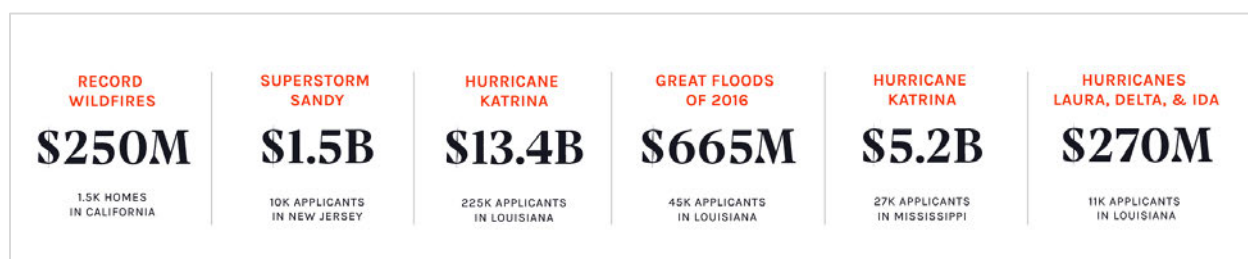 RECORD
WILDFIRES
$250M
1.5K HOMES
IN CALIFORNIA
SUPERSTORM
SANDY
$1.5B
10K APPLICANTS
IN NEW JERSEY
HURRICANE
KATRINA
$13.4B
225K APPLICANTS
IN LOUISIANA
GREAT FLOODS
OF 2016
$665M
45K APPLICANTS
IN LOUISIANA
HURRICANE
KATRINA
$5.2B
27K APPLICANTS
IN MISSISSIPPI
HURRICANES
LAURA, DELTA, & IDA
$270M
11K APPLICANTS
IN LOUISIANA